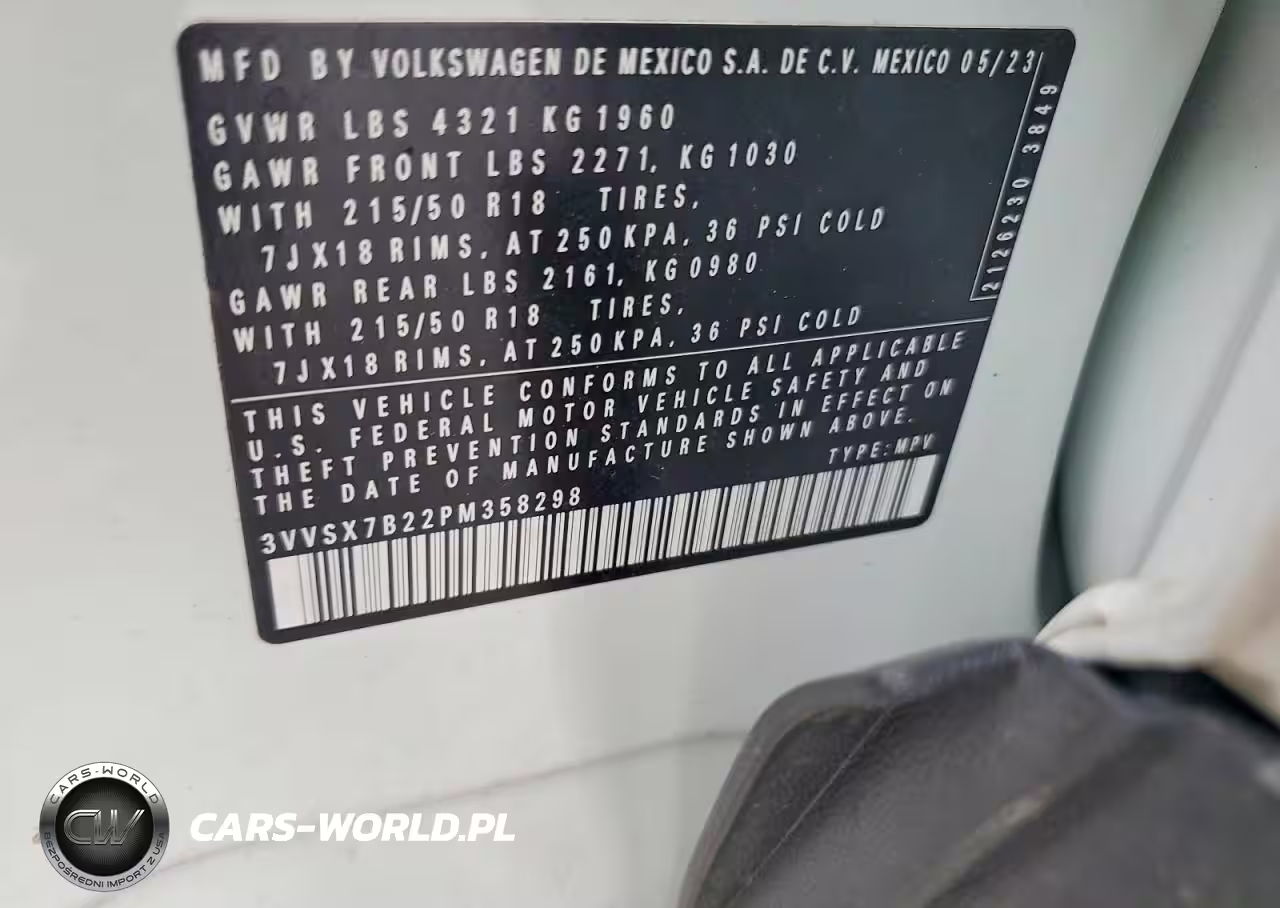 MFD BY VOLKSWAGEN DE MEXICO S.A. DE C.V. MEXICO 05/23
GVWR LBS 4321 KG 1960
GAWR FRONT LBS 2271, KG 1030
WITH 215/50 R18 TIRES,
7JX18 RIMS, AT 250 KPA, 36 PSI COLD
GAWR REAR LBS 2161, KG 0980
WITH 215/50 R18 TIRES,
7JX18 RIMS, AT 250 KPA, 36 PSI COLD
2126230 3849
THIS VEHICLE CONFORMS TO ALL APPLICABLE
U.S. FEDERAL MOTOR VEHICLE SAFETY AND
THEFT PREVENTION STANDARDS IN EFFECT ON
THE DATE OF MANUFACTURE SHOWN ABOVE.
TYPE: MPV
3VVSX7B22PM358298
CARS-WORLD
CW
BEZPOŚREDNI IMPORT Z USA
CARS-WORLD.PL